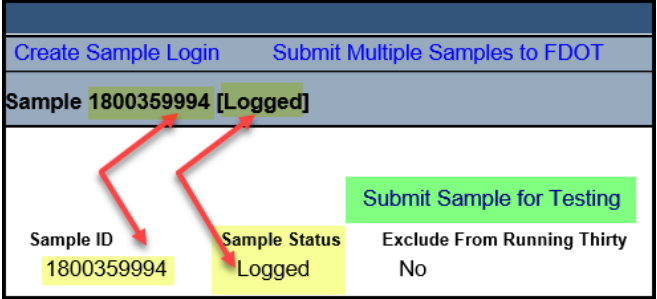 Create Sample Login Submit Multiple Samples to FDOT
Sample 1800359994 [Logged]
Submit Sample for Testing
Sample ID Sample Status Exclude From Running Thirty
1800359994 Logged No